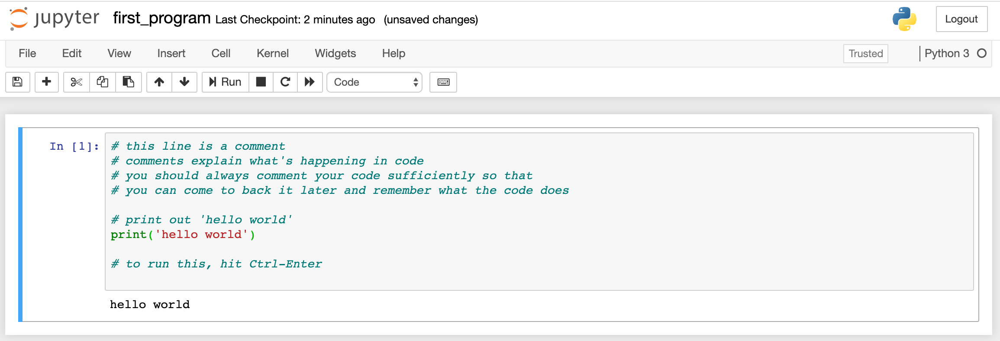 jupyter first_program Last Checkpoint: 2 minutes ago (unsaved changes) Logout
File Edit View Insert Cell Kernel Widgets Help Trusted Python 3
Run Code
In [1]: # this line is a comment
# comments explain what's happening in code
# you should always comment your code sufficiently so that
# you can come to back it later and remember what the code does
# print out 'hello world'
print('hello world')
# to run this, hit Ctrl-Enter
hello world